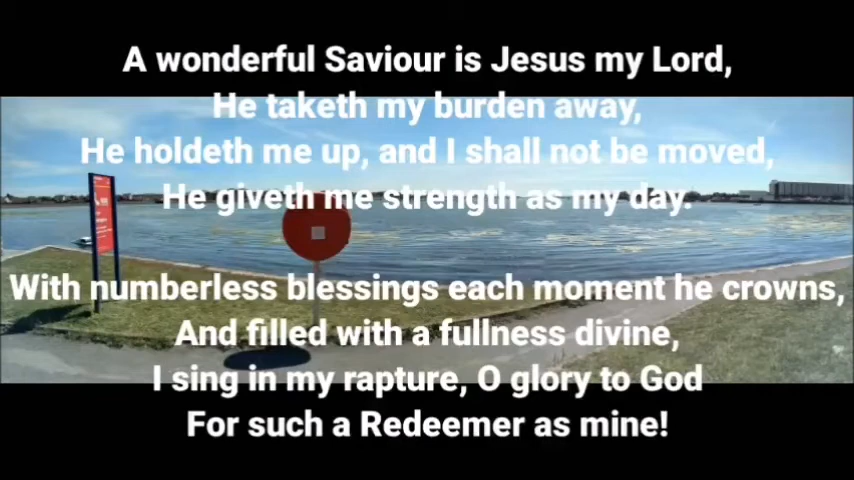 A wonderful Saviour is Jesus my Lord,
He taketh my burden away,
He holdeth me up, and I shall not be moved,
He giveth me strength as my day.
With numberless blessings each moment he crowns,
And filled with a fullness divine,
I sing in my rapture, O glory to God
For such a Redeemer as mine!